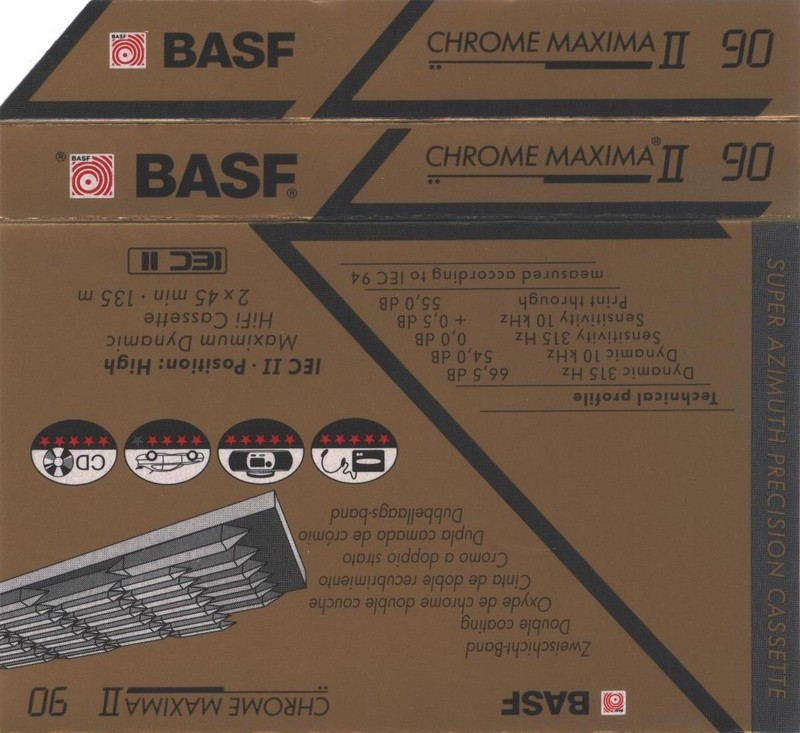 BASF
BASF
CHROME MAXIMA II 90
BASF
®
BASF®
CHROME MAXIMA® II 90
SUPER AZIMUTH PRECISION CASSETTE
BASF
BASF
CHROME MAXIMA II 90
Zweischicht-Band
Double coating
Oxyde de chrome double couche
Cinta de doble recubrimiento
Cromo a doppio strato
Dupla camada de crómio
Dubbellaags-band
CD
IEC II · Position: High
Maximum Dynamic
HiFi Cassette
2 x 45 min · 135 m
IEC II
Technical profile
Dynamic 315 Hz 66,5 dB
Dynamic 10 kHz 54,0 dB
Sensitivity 315 Hz 0,0 dB
Sensitivity 10 kHz + 0,5 dB
Print through 55,0 dB
measured according to IEC 94